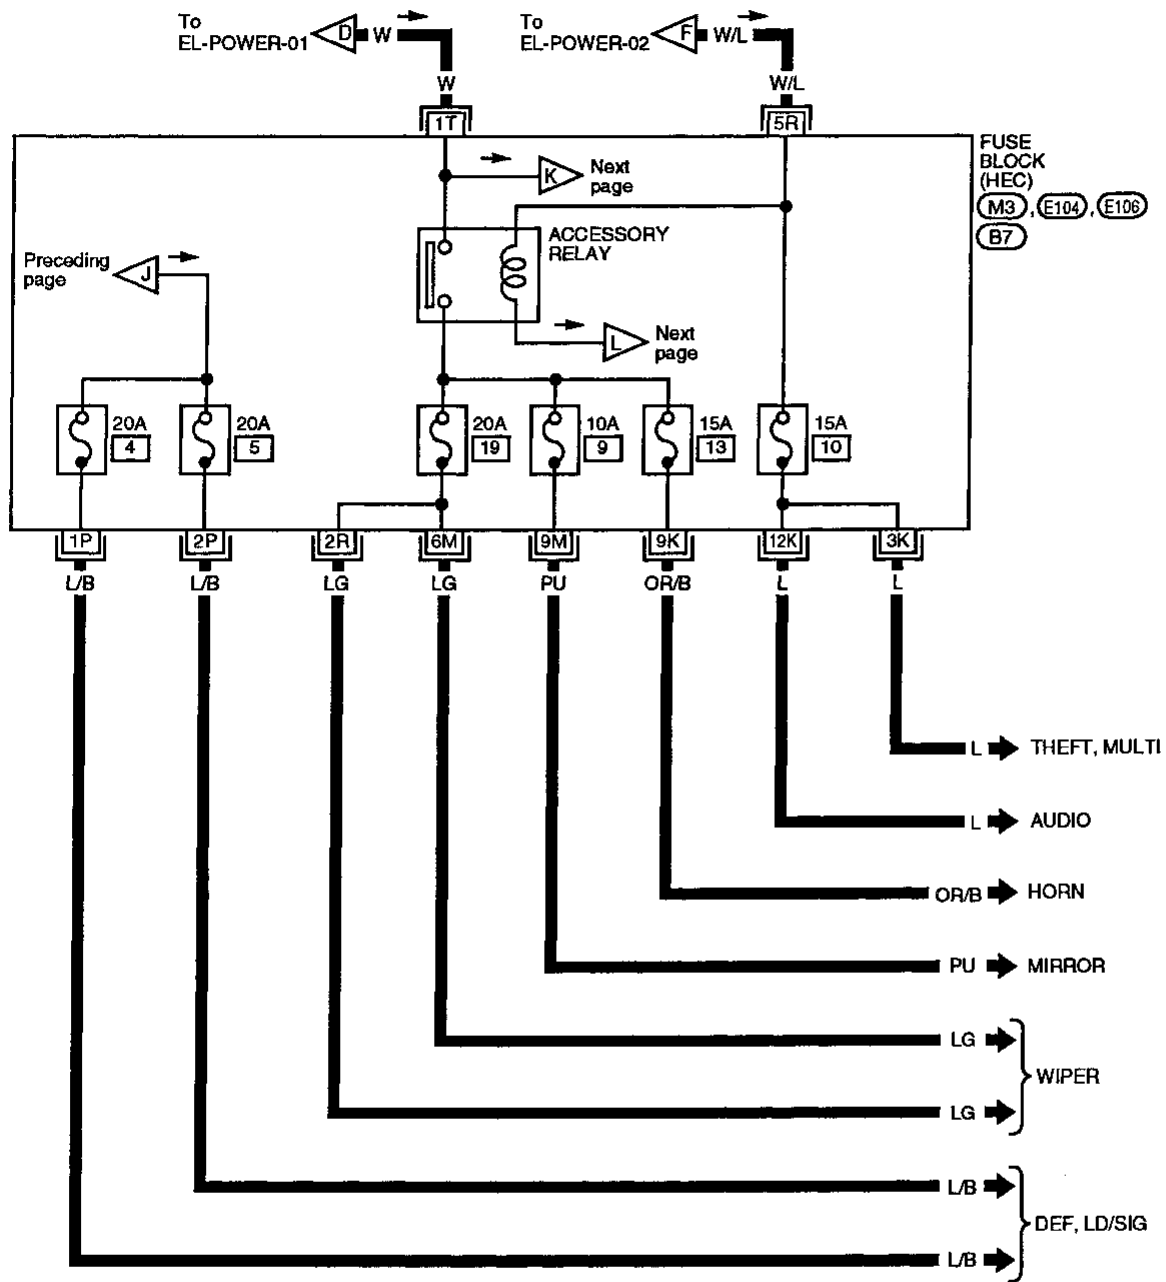 To
EL-POWER-01
D
W
To
EL-POWER-02
F
W/L
W
W/L
1T
5R
FUSE
BLOCK
(HEC)
M3, E104, E106
B7
K
Next
page
ACCESSORY
RELAY
Preceding
page
J
L
Next
page
20A
4
20A
5
20A
19
10A
9
15A
13
15A
10
1P
2P
2R
6M
9M
9K
12K
3K
L/B
L/B
LG
LG
PU
OR/B
L
L
L
THEFT, MULTI
L
AUDIO
OR/B
HORN
PU
MIRROR
LG
WIPER
LG
L/B
DEF, LD/SIG
L/B